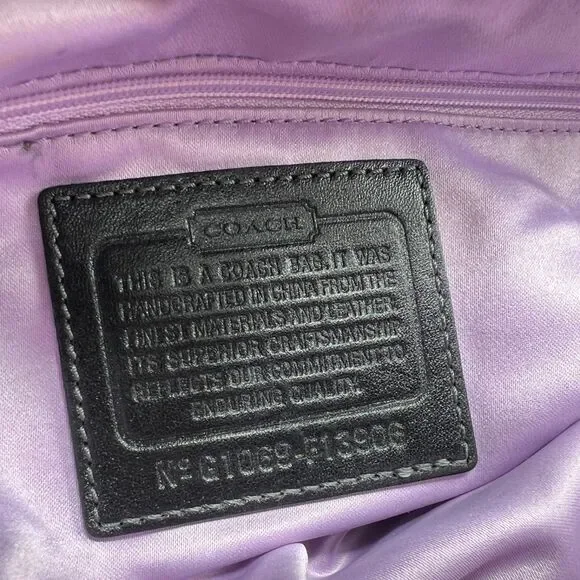 COACH
THIS IS A COACH BAG. IT WAS
HANDCRAFTED IN CHINA FROM THE
FINEST MATERIALS AND LEATHER.
ITS SUPERIOR CRAFTSMANSHIP
REFLECTS OUR COMMITMENT TO
ENDURING QUALITY.
Nº G1069-F13906